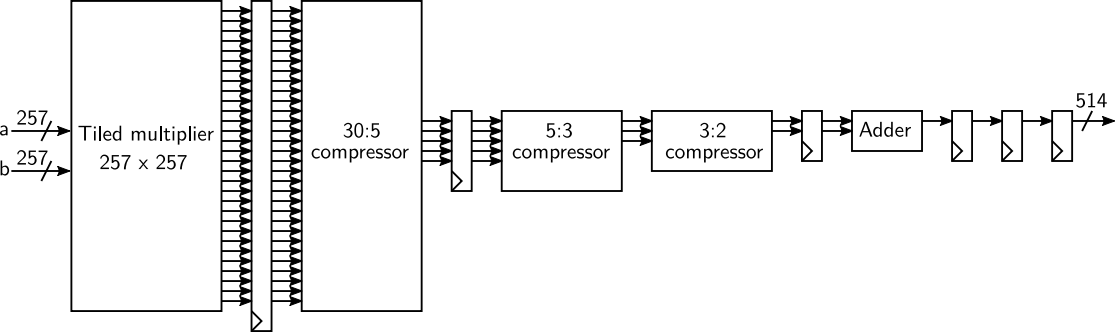 a
257
b
257
Tiled multiplier
257 x 257
30:5
compressor
5:3
compressor
3:2
compressor
Adder
514